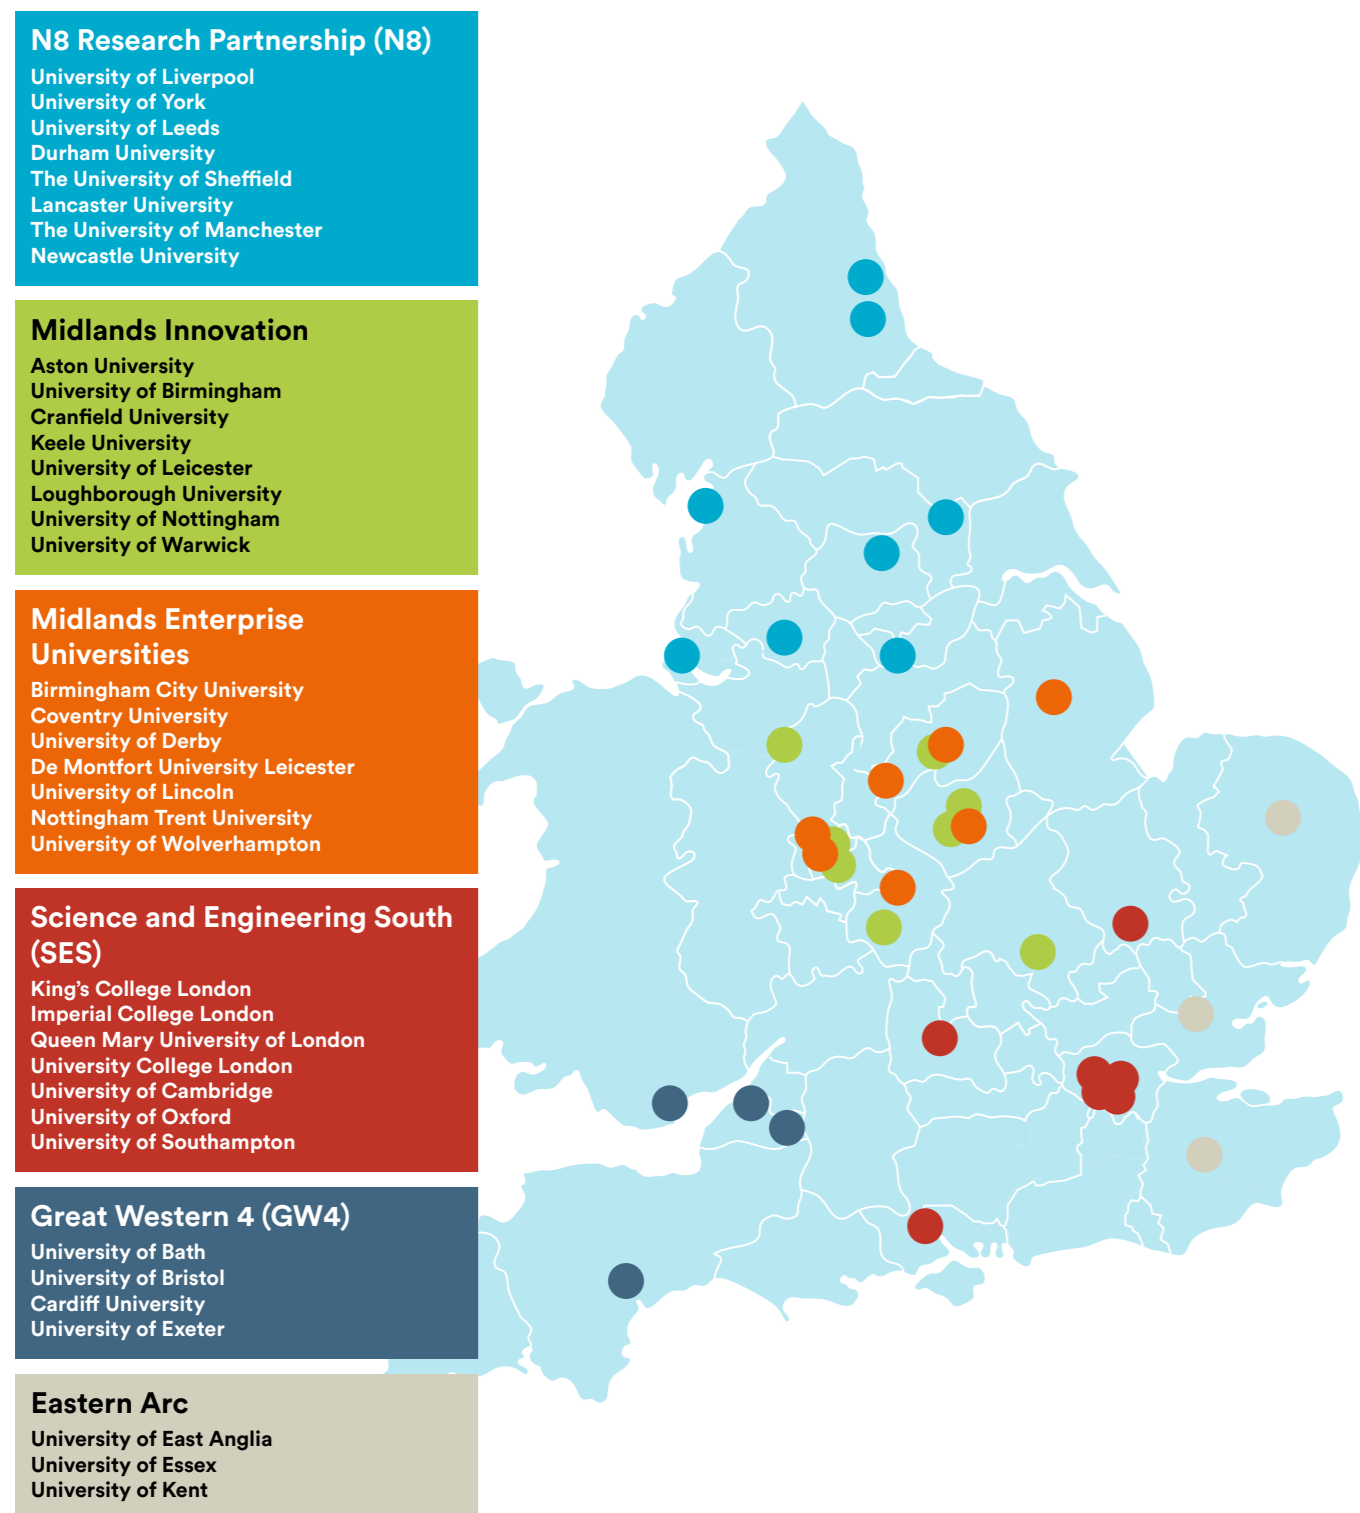 N8 Research Partnership (N8)
University of Liverpool
University of York
University of Leeds
Durham University
The University of Sheffield
Lancaster University
The University of Manchester
Newcastle University
Midlands Innovation
Aston University
University of Birmingham
Cranfield University
Keele University
University of Leicester
Loughborough University
University of Nottingham
University of Warwick
Midlands Enterprise
Universities
Birmingham City University
Coventry University
University of Derby
De Montfort University Leicester
University of Lincoln
Nottingham Trent University
University of Wolverhampton
Science and Engineering South
(SES)
King’s College London
Imperial College London
Queen Mary University of London
University College London
University of Cambridge
University of Oxford
University of Southampton
Great Western 4 (GW4)
University of Bath
University of Bristol
Cardiff University
University of Exeter
Eastern Arc
University of East Anglia
University of Essex
University of Kent